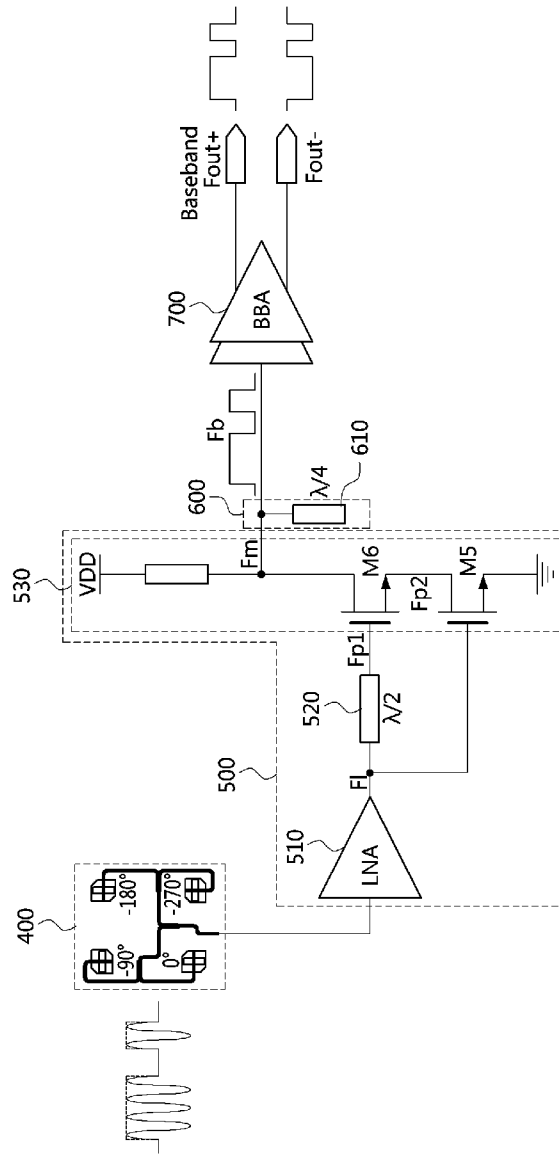 400
-90°
-180°
0°
-270°
500
510
LNA
Fl
520
λ/2
Fp1
530
VDD
Fm
M6
Fp2
M5
600
Fb
λ/4
610
700
BBA
Baseband
Fout+
Fout-